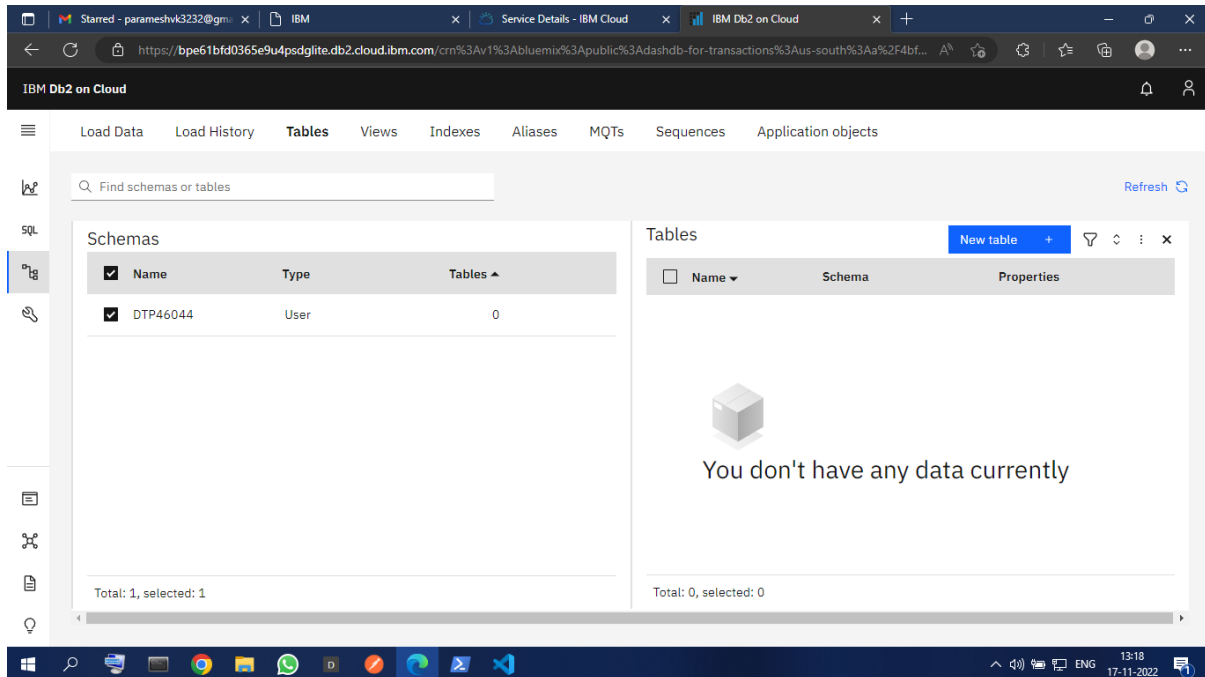 Starred - parameshvk3232@gma
IBM
Service Details - IBM Cloud
IBM Db2 on Cloud
https://bpe61bfd0365e9u4psdglite.db2.cloud.ibm.com/crn%3Av1%3Abluemix%3Apublic%3Adashdb-for-transactions%3Aus-south%3Aa%2F4bf...
IBM Db2 on Cloud
Load Data Load History Tables Views Indexes Aliases MQTs Sequences Application objects
Find schemas or tables
Refresh
SQL
Schemas
Name Type Tables
DTP46044 User 0
Total: 1, selected: 1
Tables
New table +
Name Schema Properties
You don't have any data currently
Total: 0, selected: 0
D
ENG
13:18
17-11-2022
1